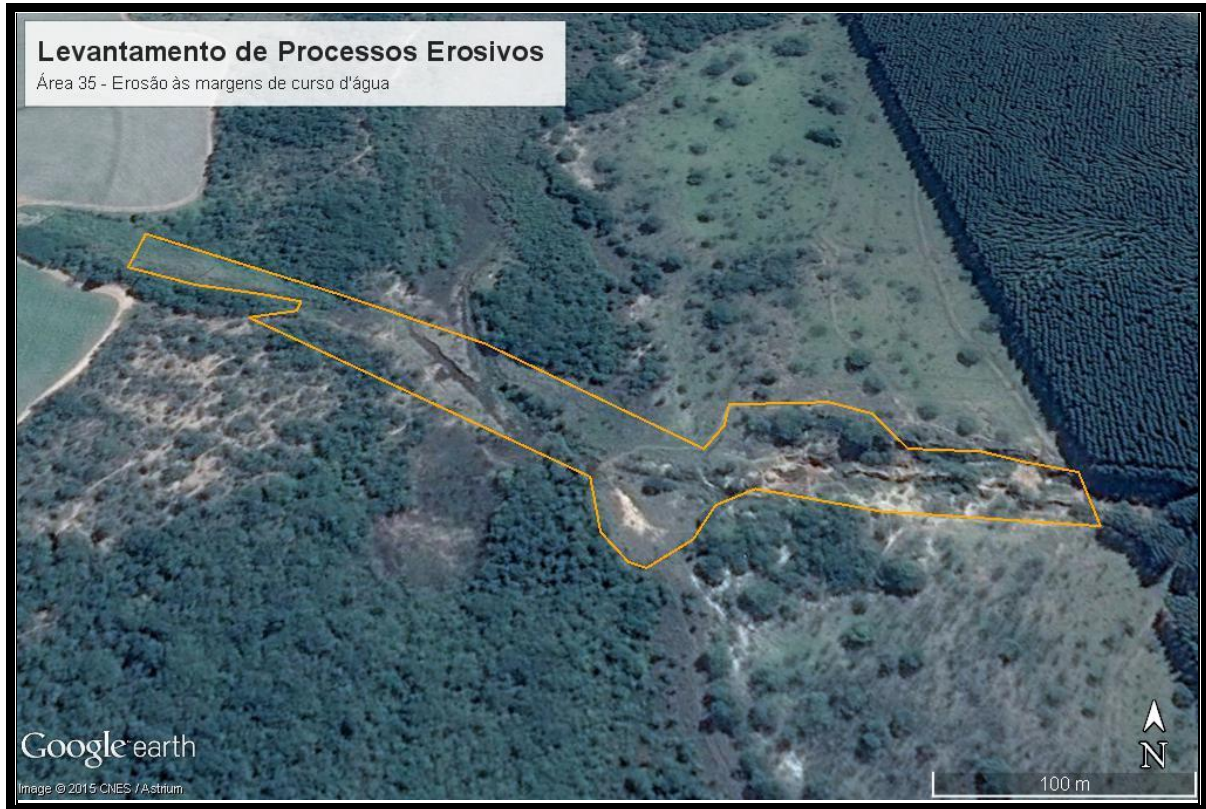 Levantamento de Processos Erosivos
Área 35 - Erosão às margens de curso d'água
Google earth
Image © 2015 CNES / Astrium
N
100 m